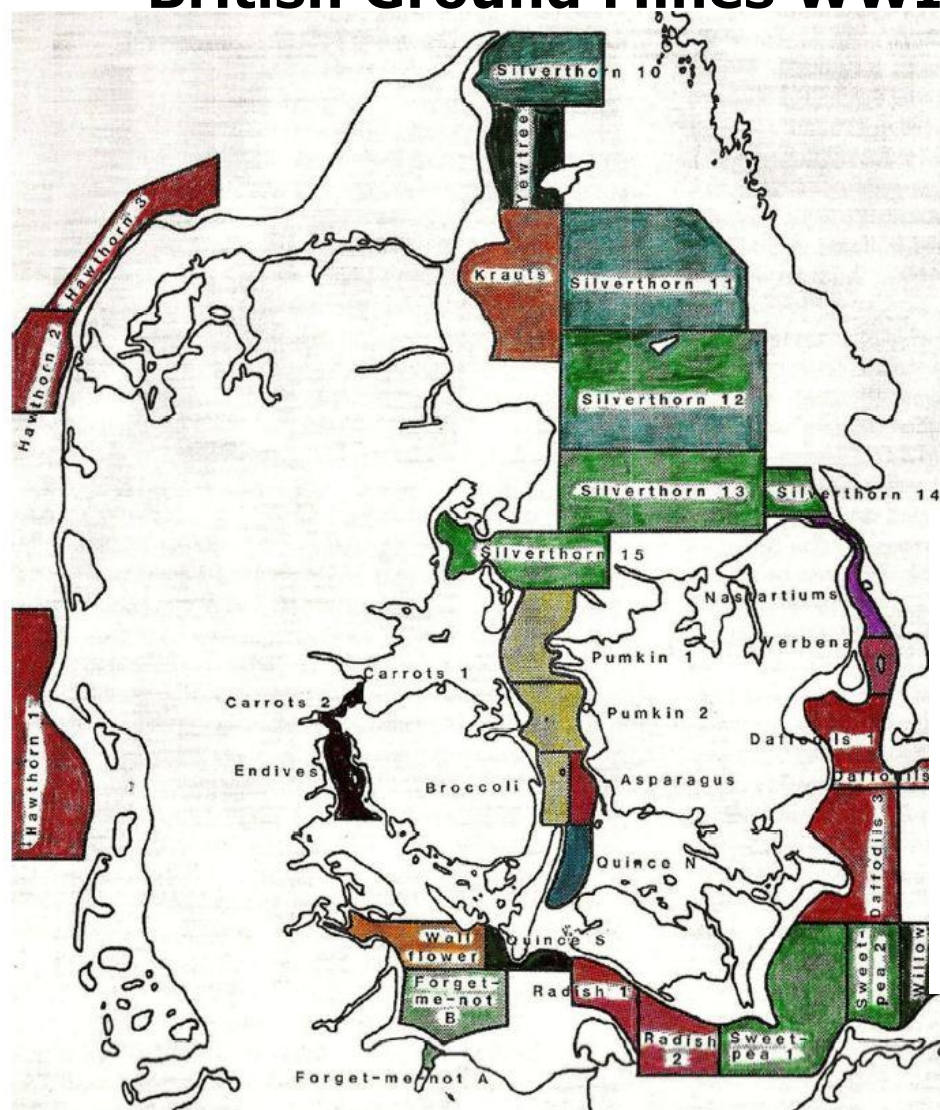 British Ground Mines WW2
Silverthorn 10
Yewtree
Hawthorn 3
Krauts
Silverthorn 11
Hawthorn 2
Silverthorn 12
Silverthorn 13
Silverthorn 14
Silverthorn 15
Nasturtiums
Verbena
Pumkin 1
Carrots 1
Carrots 2
Pumkin 2
Daffodils 1
Hawthorn 1
Endives
Broccoli
Asparagus
Daffodils
Daffodils 3
Quince N
Wall
flower
Quince S
Sweet-
pea 2
Willow
Forget-
me-not
B
Radish 1
Radish
2
Sweet-
pea 1
Forget-me-not A